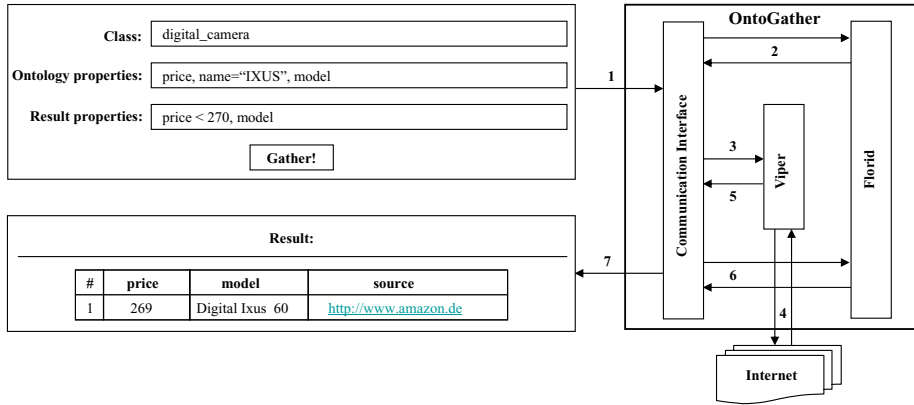 Class: digital_camera
Ontology properties: price, name=“IXUS”, model
Result properties: price < 270, model
Gather!
1
OntoGather
Communication Interface
2
3
Viper
5
Florid
6
4
Internet
7
Result:
# price model source
1 269 Digital Ixus 60 http://www.amazon.de